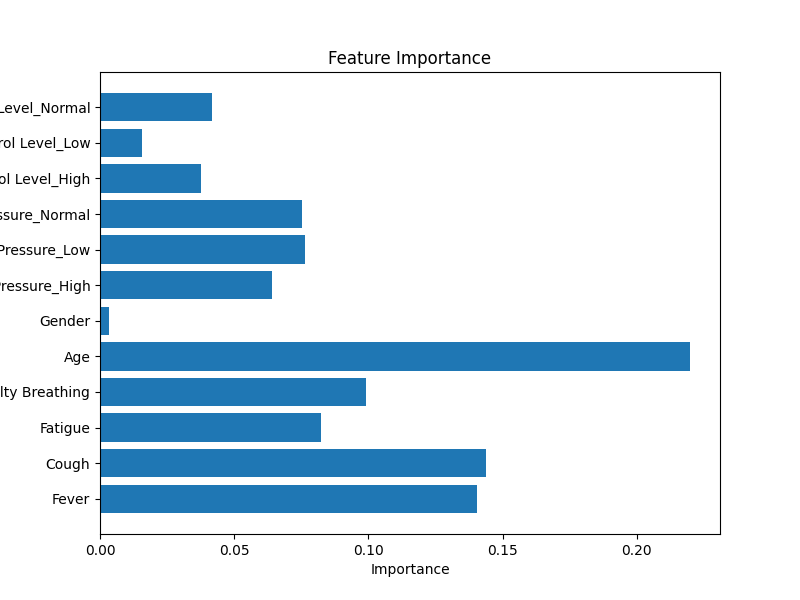 Feature Importance
Level_Normal
rol Level_Low
ol Level_High
ssure_Normal
Pressure_Low
Pressure_High
Gender
Age
lty Breathing
Fatigue
Cough
Fever
0.00 0.05 0.10 0.15 0.20
Importance